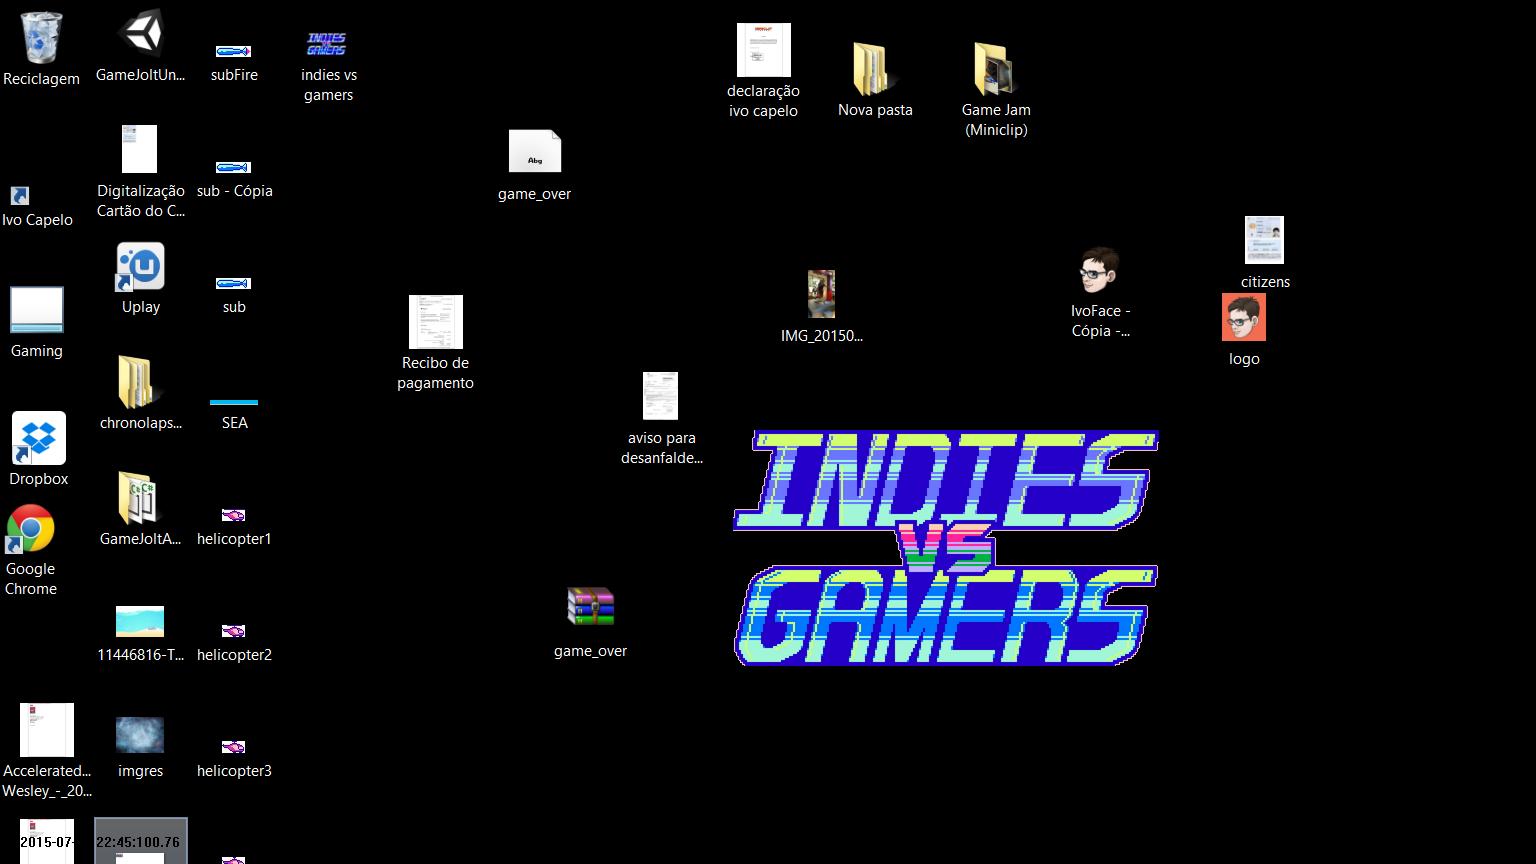 Reciclagem
GameJoltUn...
subFire
indies vs
gamers
declaração
ivo capelo
Nova pasta
Game Jam
(Miniclip)
Abg
game_over
Ivo Capelo
Digitalização
Cartão do C...
sub - Cópia
Uplay
sub
citizens
IvoFace -
Cópia -...
IMG_20150...
logo
Gaming
Recibo de
pagamento
chronolaps...
SEA
aviso para
desanfalde...
Dropbox
GameJoltA...
helicopter1
INDIES
VS
GAMERS
Google
Chrome
11446816-T...
helicopter2
game_over
Accelerated...
Wesley_-_20...
imgres
helicopter3
2015-07-
22:45:100.76